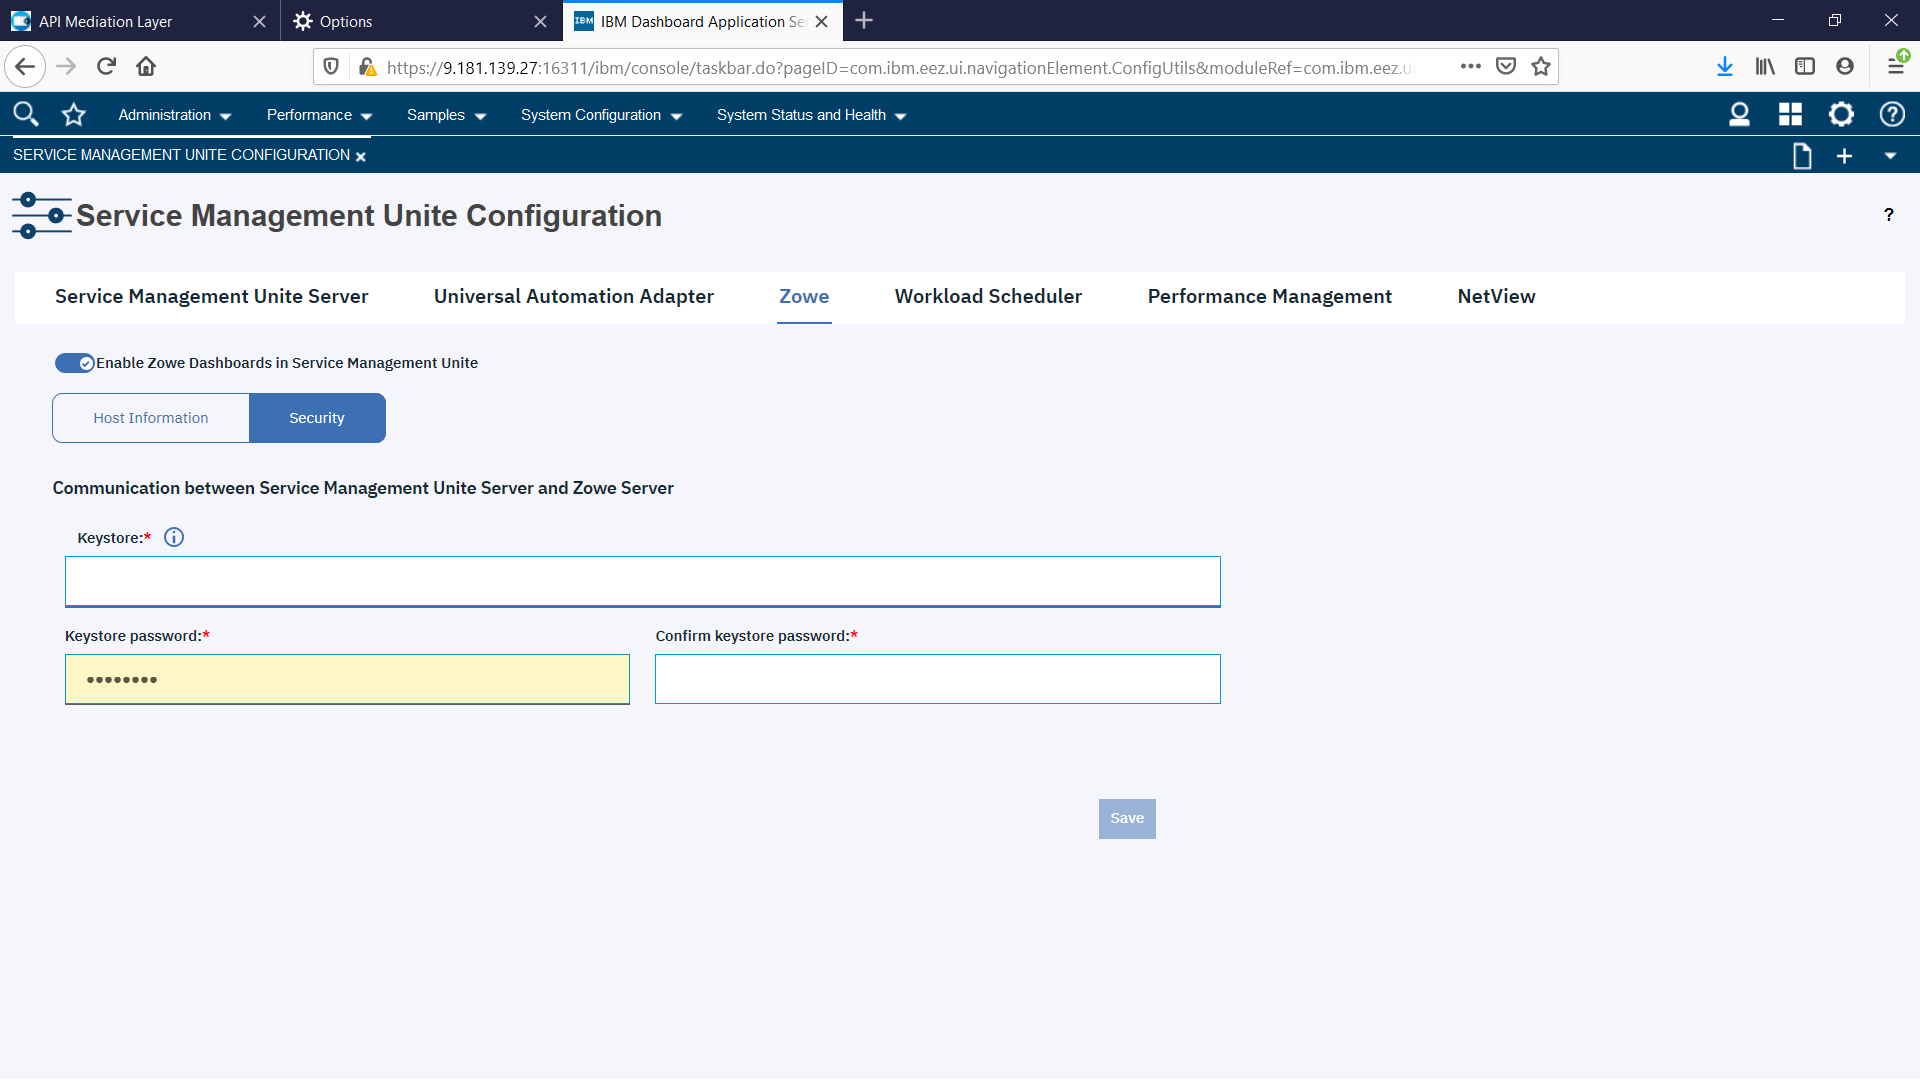 API Mediation Layer
Options
IBM IBM Dashboard Application Se
https://9.181.139.27:16311/ibm/console/taskbar.do?pageID=com.ibm.eez.ui.navigationElement.ConfigUtils&moduleRef=com.ibm.eez.u
Administration Performance Samples System Configuration System Status and Health
SERVICE MANAGEMENT UNITE CONFIGURATION
Service Management Unite Configuration ?
Service Management Unite Server Universal Automation Adapter Zowe Workload Scheduler Performance Management NetView
Enable Zowe Dashboards in Service Management Unite
Host Information Security
Communication between Service Management Unite Server and Zowe Server
Keystore:*
Keystore password:* Confirm keystore password:*
••••••••
Save